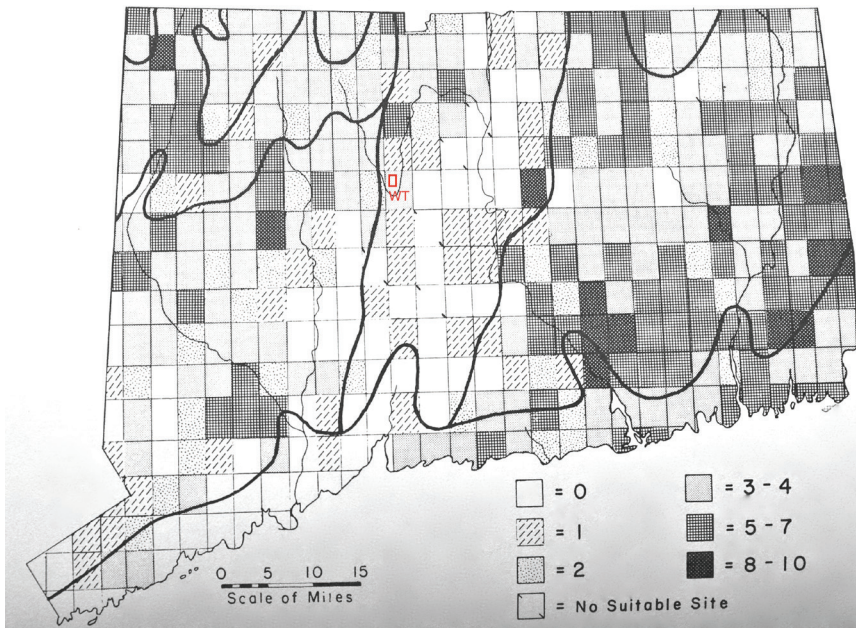 WT
= 0
= 3 - 4
= 1
= 5 - 7
= 2
= 8 - 10
= No Suitable Site
0 5 10 15
Scale of Miles